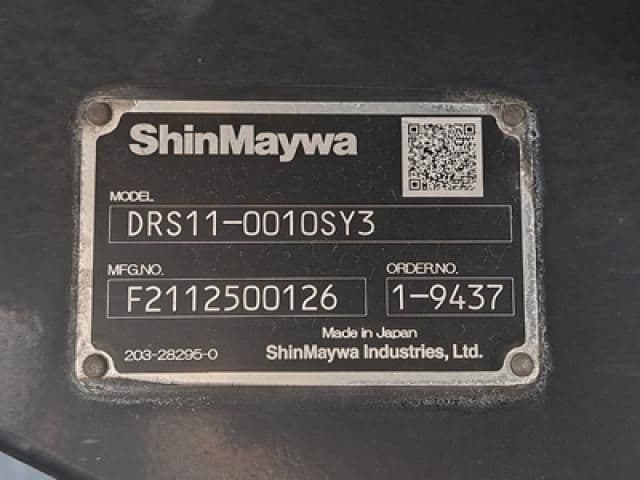 ShinMaywa
MODEL
DRS11-0010SY3
MFG.NO. ORDER.NO.
F2112500126 1-9437
Made in Japan
203-28295-0 ShinMaywa Industries, Ltd.